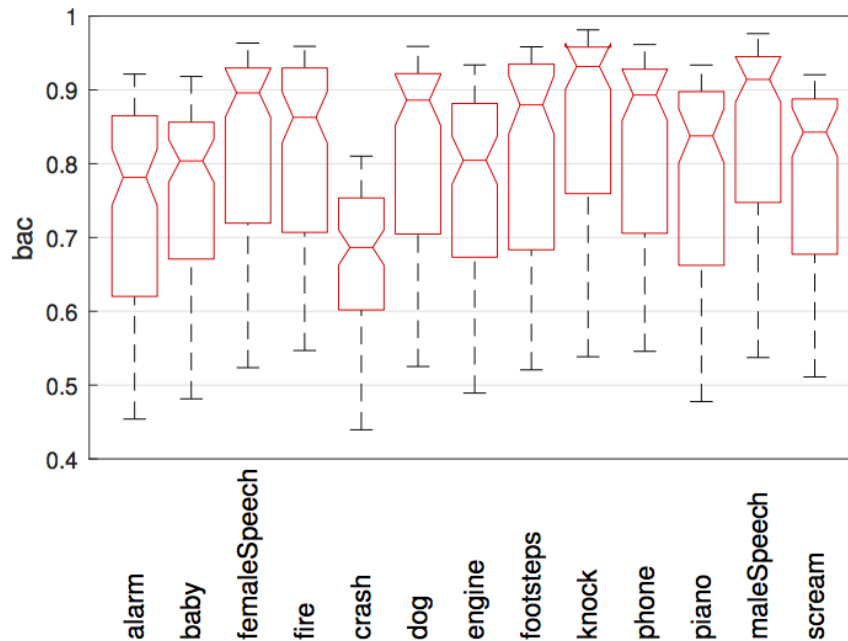 bac
1
0.9
0.8
0.7
0.6
0.5
0.4
alarm
baby
femaleSpeech
fire
crash
dog
engine
footsteps
knock
phone
piano
maleSpeech
scream